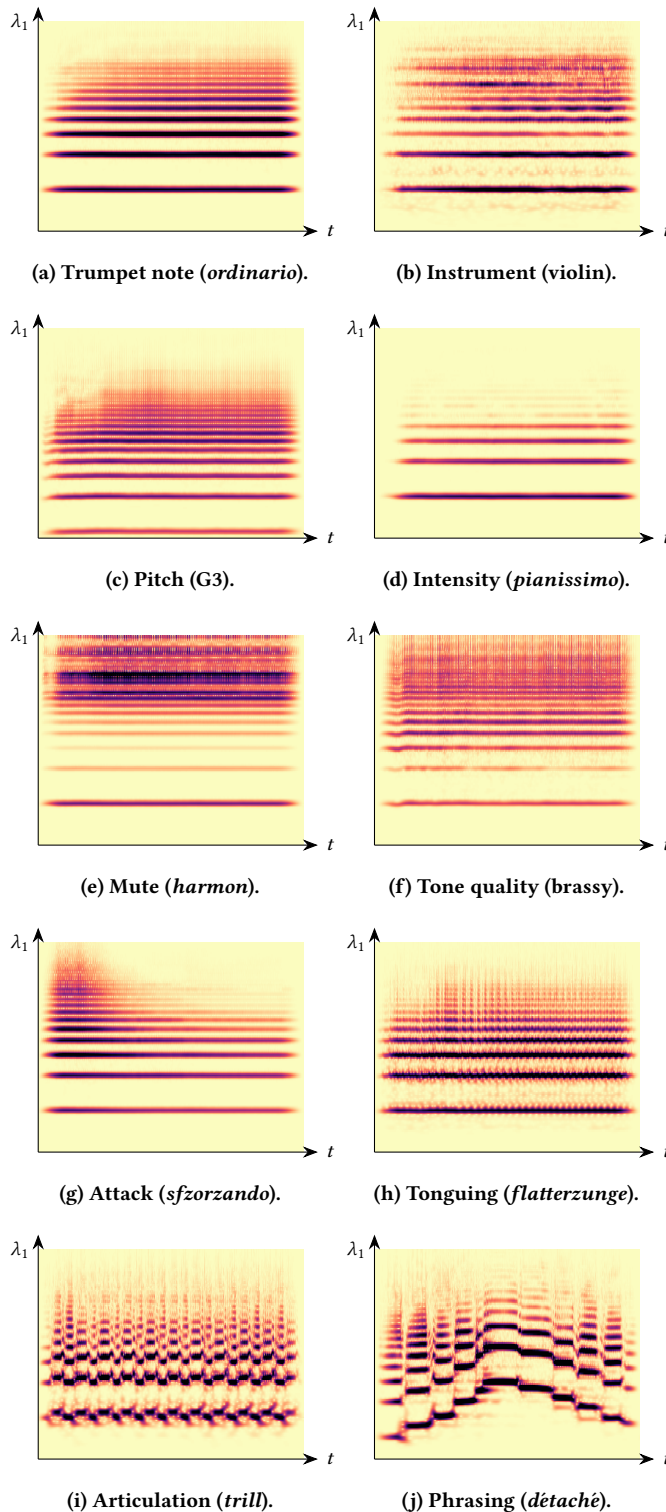 λ1
λ1
t
t
(a) Trumpet note (ordinario).
(b) Instrument (violin).
λ1
λ1
t
t
(c) Pitch (G3).
(d) Intensity (pianissimo).
λ1
λ1
t
t
(e) Mute (harmon).
(f) Tone quality (brassy).
λ1
λ1
t
t
(g) Attack (sfzorzando).
(h) Tonguing (flatterzunge).
λ1
λ1
t
t
(i) Articulation (trill).
(j) Phrasing (détaché).